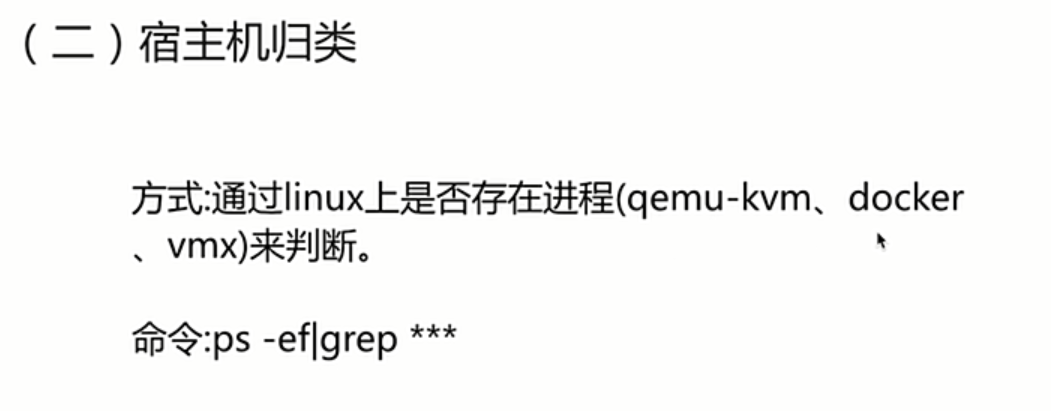 （二）宿主机归类
方式:通过linux上是否存在进程(qemu-kvm、docker
、vmx)来判断。
命令:ps -ef|grep ***